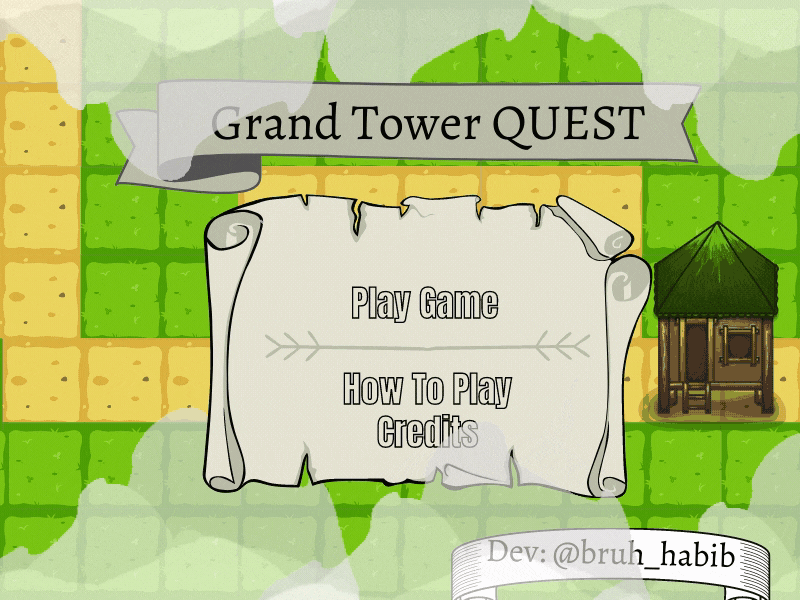 Grand Tower QUEST
Play Game
How To Play
Credits
Dev: @bruh_habib